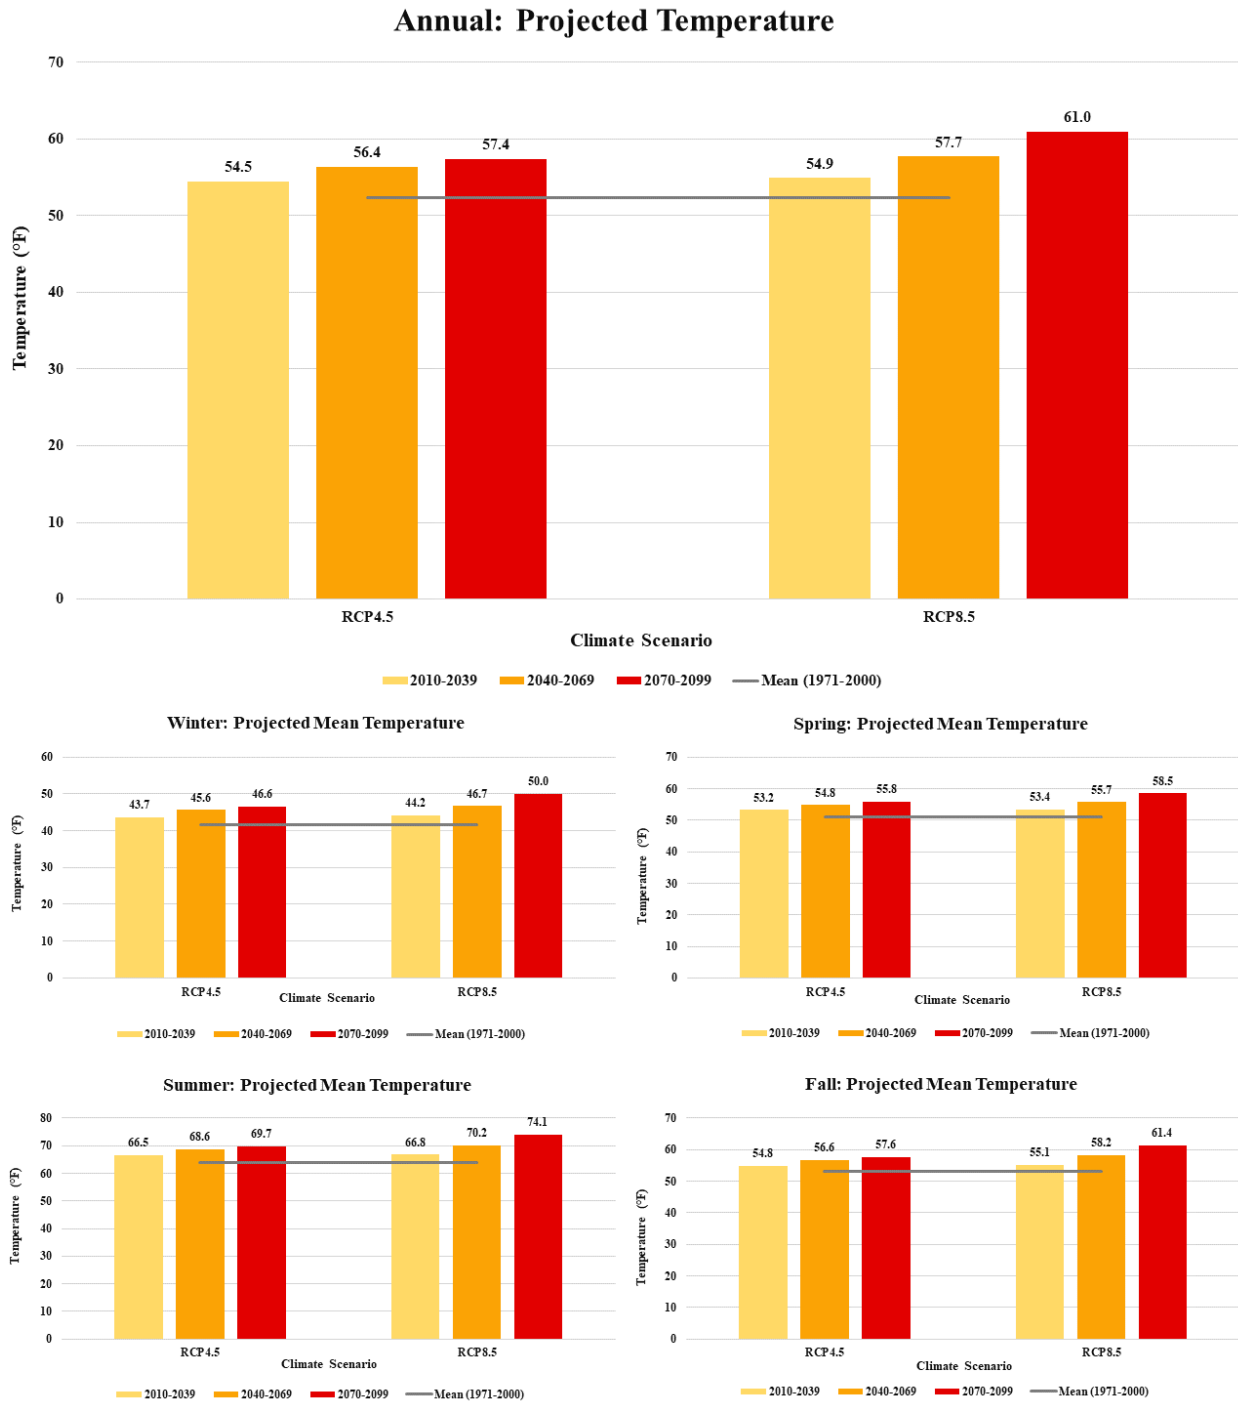 Annual: Projected Temperature
70
60
50
40
30
20
10
0
Temperature (°F)
54.5
56.4
57.4
54.9
57.7
61.0
RCP4.5
RCP8.5
Climate Scenario
2010-2039
2040-2069
2070-2099
Mean (1971-2000)
Winter: Projected Mean Temperature
60
50
40
30
20
10
0
Temperature (°F)
43.7
45.6
46.6
44.2
46.7
50.0
RCP4.5
RCP8.5
Climate Scenario
2010-2039
2040-2069
2070-2099
Mean (1971-2000)
Spring: Projected Mean Temperature
70
60
50
40
30
20
10
0
Temperature (°F)
53.2
54.8
55.8
53.4
55.7
58.5
RCP4.5
RCP8.5
Climate Scenario
2010-2039
2040-2069
2070-2099
Mean (1971-2000)
Summer: Projected Mean Temperature
80
70
60
50
40
30
20
10
0
Temperature (°F)
66.5
68.6
69.7
66.8
70.2
74.1
RCP4.5
RCP8.5
Climate Scenario
2010-2039
2040-2069
2070-2099
Mean (1971-2000)
Fall: Projected Mean Temperature
70
60
50
40
30
20
10
0
Temperature (°F)
54.8
56.6
57.6
55.1
58.2
61.4
RCP4.5
RCP8.5
Climate Scenario
2010-2039
2040-2069
2070-2099
Mean (1971-2000)